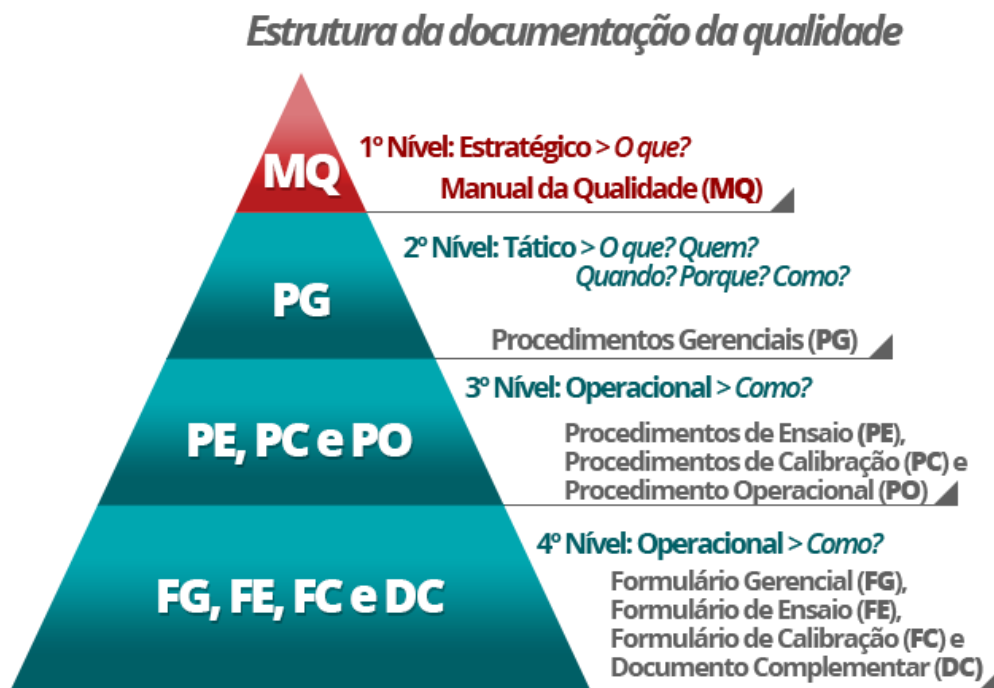 Estrutura da documentação da qualidade
MQ
1º Nível: Estratégico > O que?
Manual da Qualidade (MQ)
2º Nível: Tático > O que? Quem?
Quando? Porque? Como?
PG
Procedimentos Gerenciais (PG)
3º Nível: Operacional > Como?
PE, PC e PO
Procedimentos de Ensaio (PE),
Procedimentos de Calibração (PC) e
Procedimento Operacional (PO)
4º Nível: Operacional > Como?
FG, FE, FC e DC
Formulário Gerencial (FG),
Formulário de Ensaio (FE),
Formulário de Calibração (FC) e
Documento Complementar (DC)